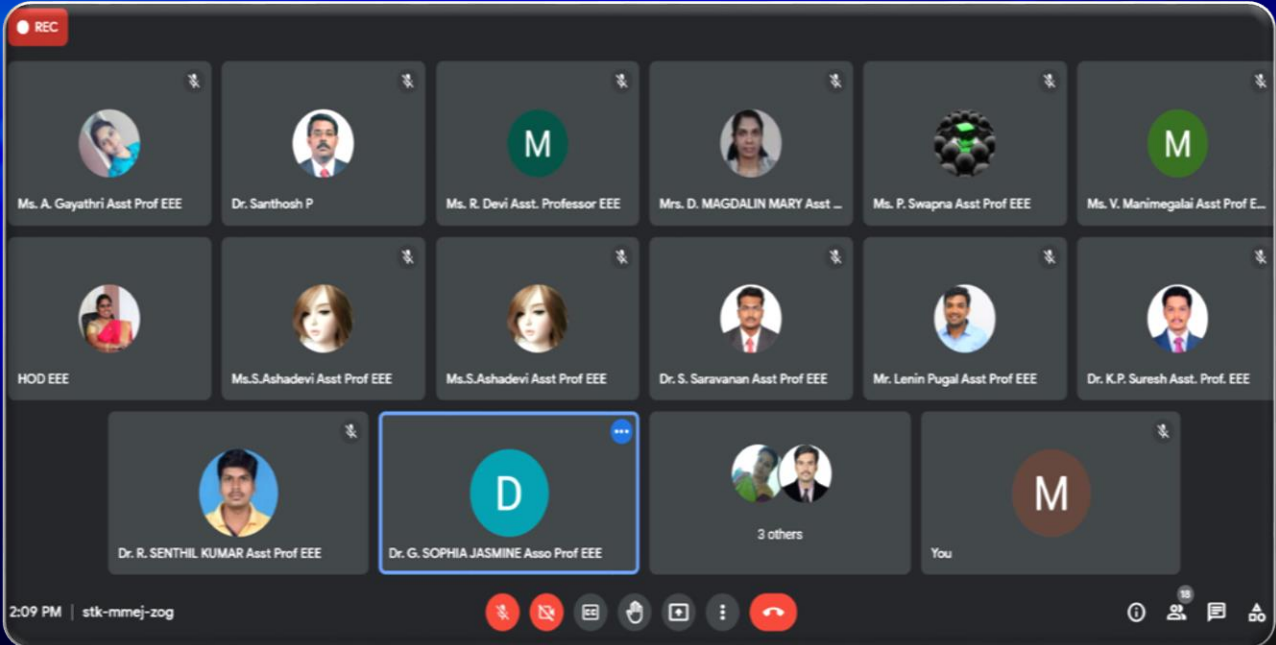 REC
M
M
Ms. A. Gayathri Asst Prof EEE
Dr. Santhosh P
Ms. R. Devi Asst. Professor EEE
Mrs. D. MAGDALIN MARY Asst ...
Ms. P. Swapna Asst Prof EEE
Ms. V. Manimegalai Asst Prof E...
HOD EEE
Ms.S.Ashadevi Asst Prof EEE
Ms.S.Ashadevi Asst Prof EEE
Dr. S. Saravanan Asst Prof EEE
Mr. Lenin Pugal Asst Prof EEE
Dr. K.P. Suresh Asst. Prof. EEE
D
M
3 others
Dr. R. SENTHIL KUMAR Asst Prof EEE
Dr. G. SOPHIA JASMINE Asso Prof EEE
You
18
2:09 PM | stk-mmej-zog
CC